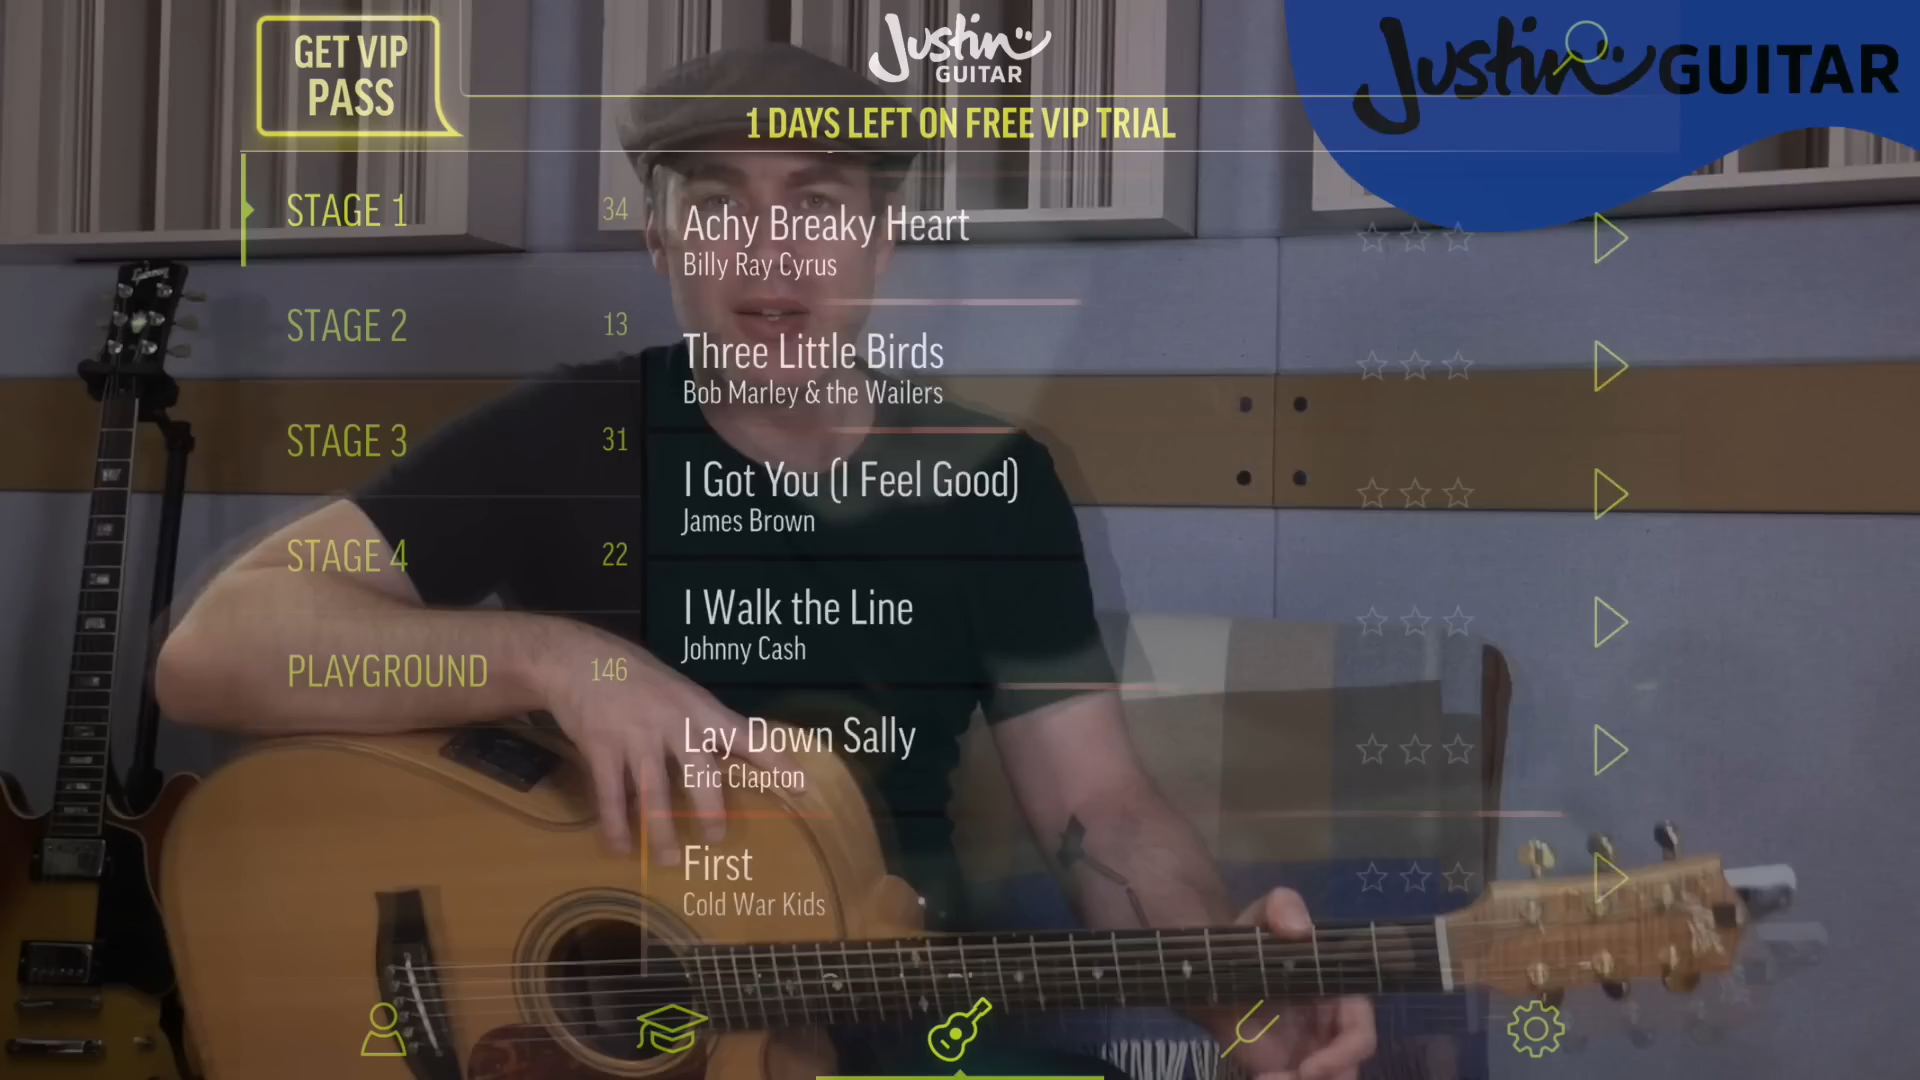 GET VIP
PASS
Justin
GUITAR
Justin GUITAR
1 DAYS LEFT ON FREE VIP TRIAL
STAGE 1
34
STAGE 2
13
STAGE 3
31
STAGE 4
22
PLAYGROUND
146
Achy Breaky Heart
Billy Ray Cyrus
Three Little Birds
Bob Marley & the Wailers
I Got You (I Feel Good)
James Brown
I Walk the Line
Johnny Cash
Lay Down Sally
Eric Clapton
First
Cold War Kids